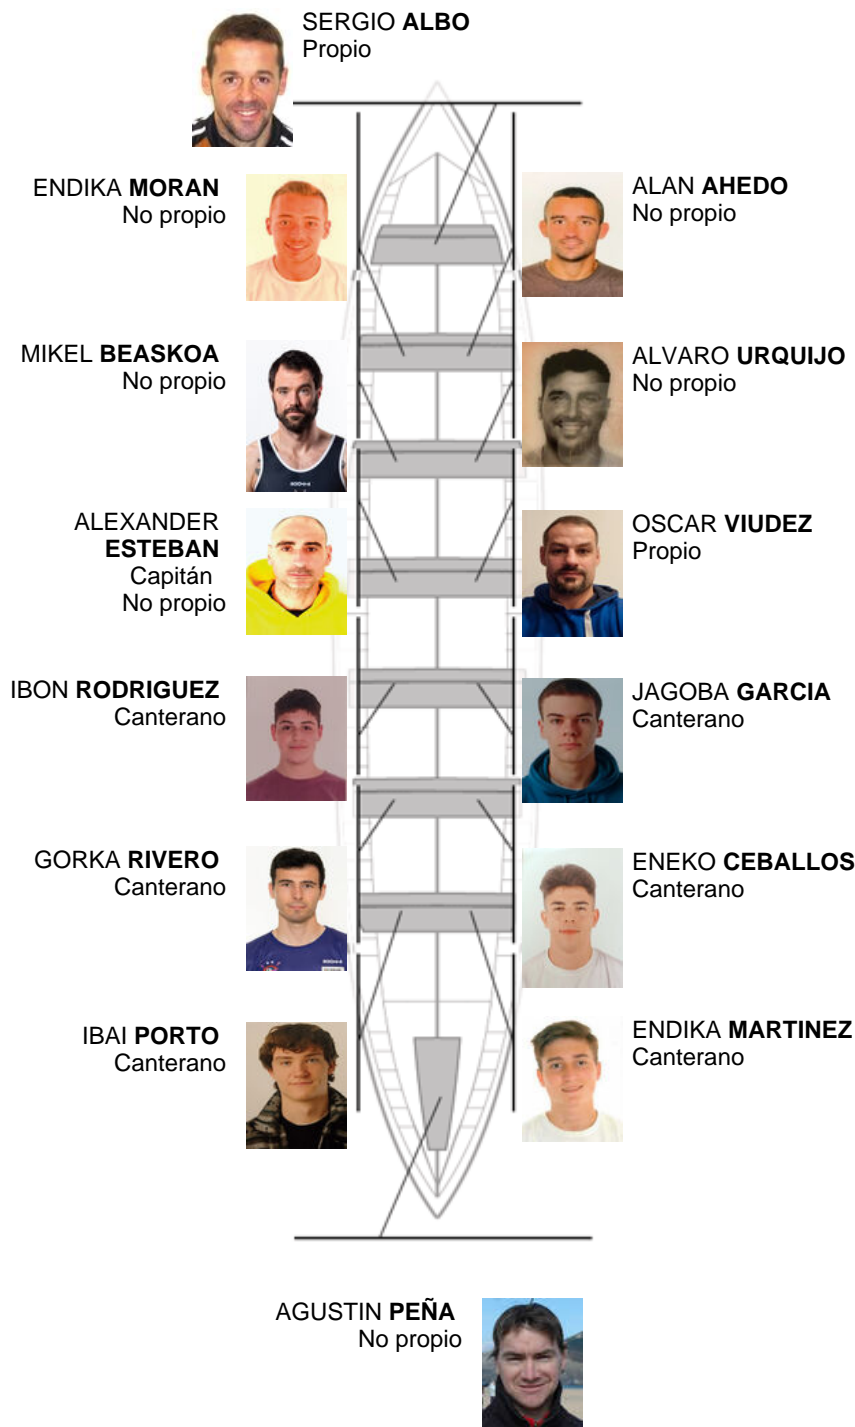 SERGIO ALBO
Propio
ENDIKA MORAN
No propio
ALAN AHEDO
No propio
MIKEL BEASKOA
No propio
ALVARO URQUIJO
No propio
ALEXANDER
ESTEBAN
Capitán
No propio
OSCAR VIUDEZ
Propio
IBON RODRIGUEZ
Canterano
JAGOBA GARCIA
Canterano
GORKA RIVERO
Canterano
ENEKO CEBALLOS
Canterano
IBAI PORTO
Canterano
ENDIKA MARTINEZ
Canterano
AGUSTIN PEÑA
No propio